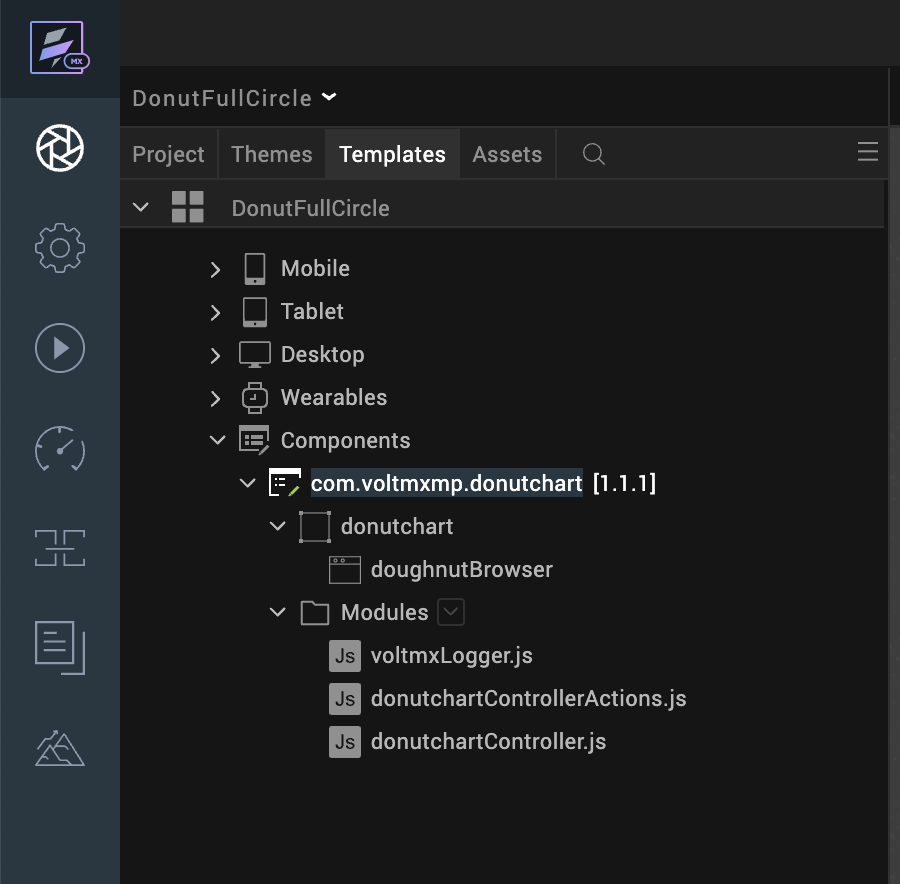 MX
DonutFullCircle
Project Themes Templates Assets
DonutFullCircle
Mobile
Tablet
Desktop
Wearables
Components
com.voltmxmp.donutchart [1.1.1]
donutchart
doughnutBrowser
Modules
Js voltmxLogger.js
Js donutchartControllerActions.js
Js donutchartController.js